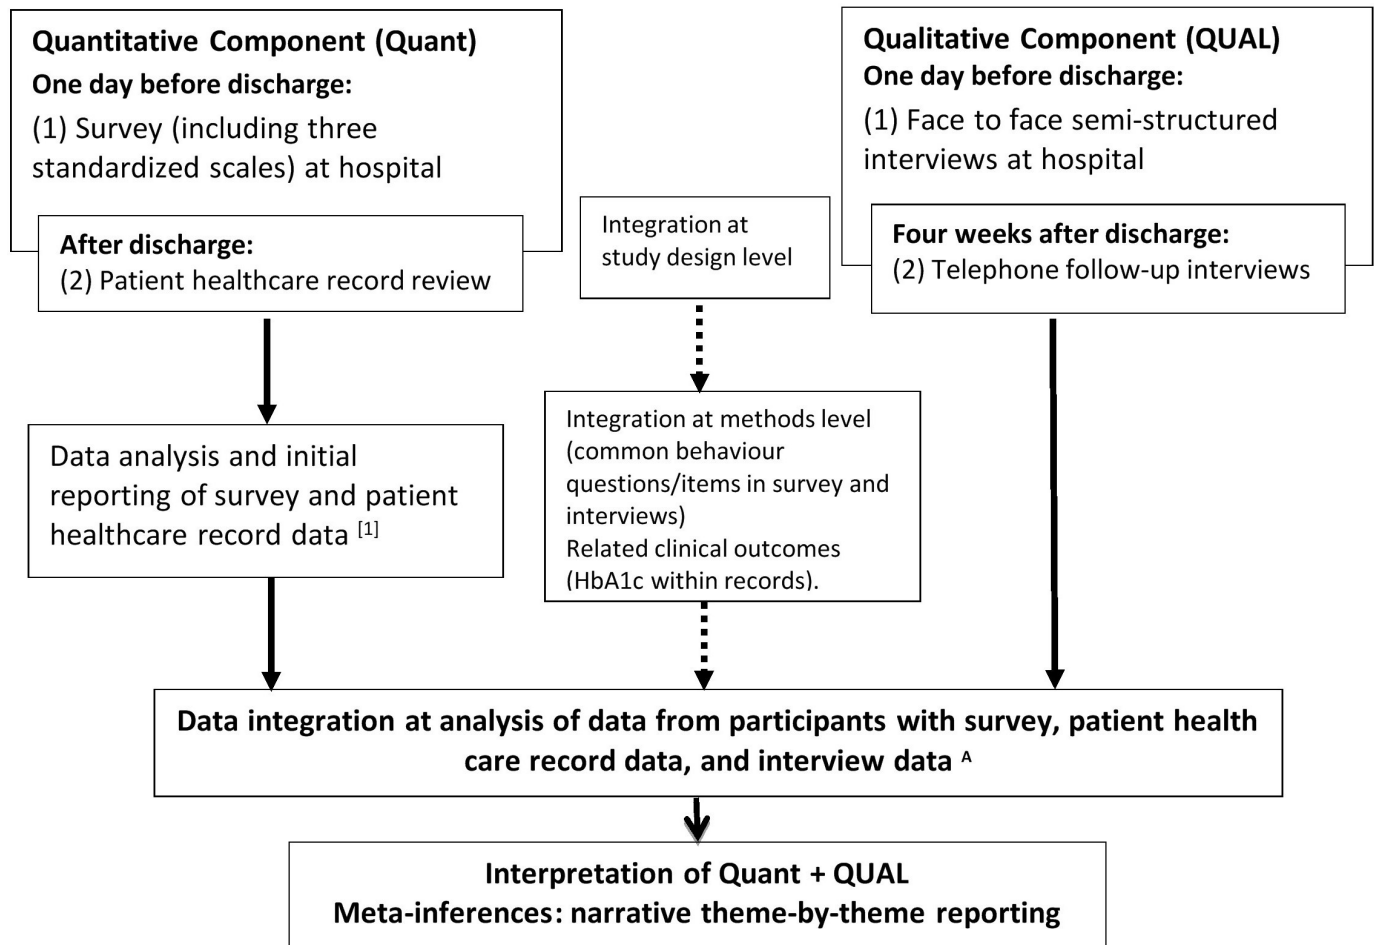 Quantitative Component (Quant)
One day before discharge:
(1) Survey (including three
standardized scales) at hospital
After discharge:
(2) Patient healthcare record review
Qualitative Component (QUAL)
One day before discharge:
(1) Face to face semi-structured
interviews at hospital
Four weeks after discharge:
(2) Telephone follow-up interviews
Integration at
study design level
Data analysis and initial
reporting of survey and patient
healthcare record data [1]
Integration at methods level
(common behaviour
questions/items in survey and
interviews)
Related clinical outcomes
(HbA1c within records).
Data integration at analysis of data from participants with survey, patient health
care record data, and interview data A
Interpretation of Quant + QUAL
Meta-inferences: narrative theme-by-theme reporting